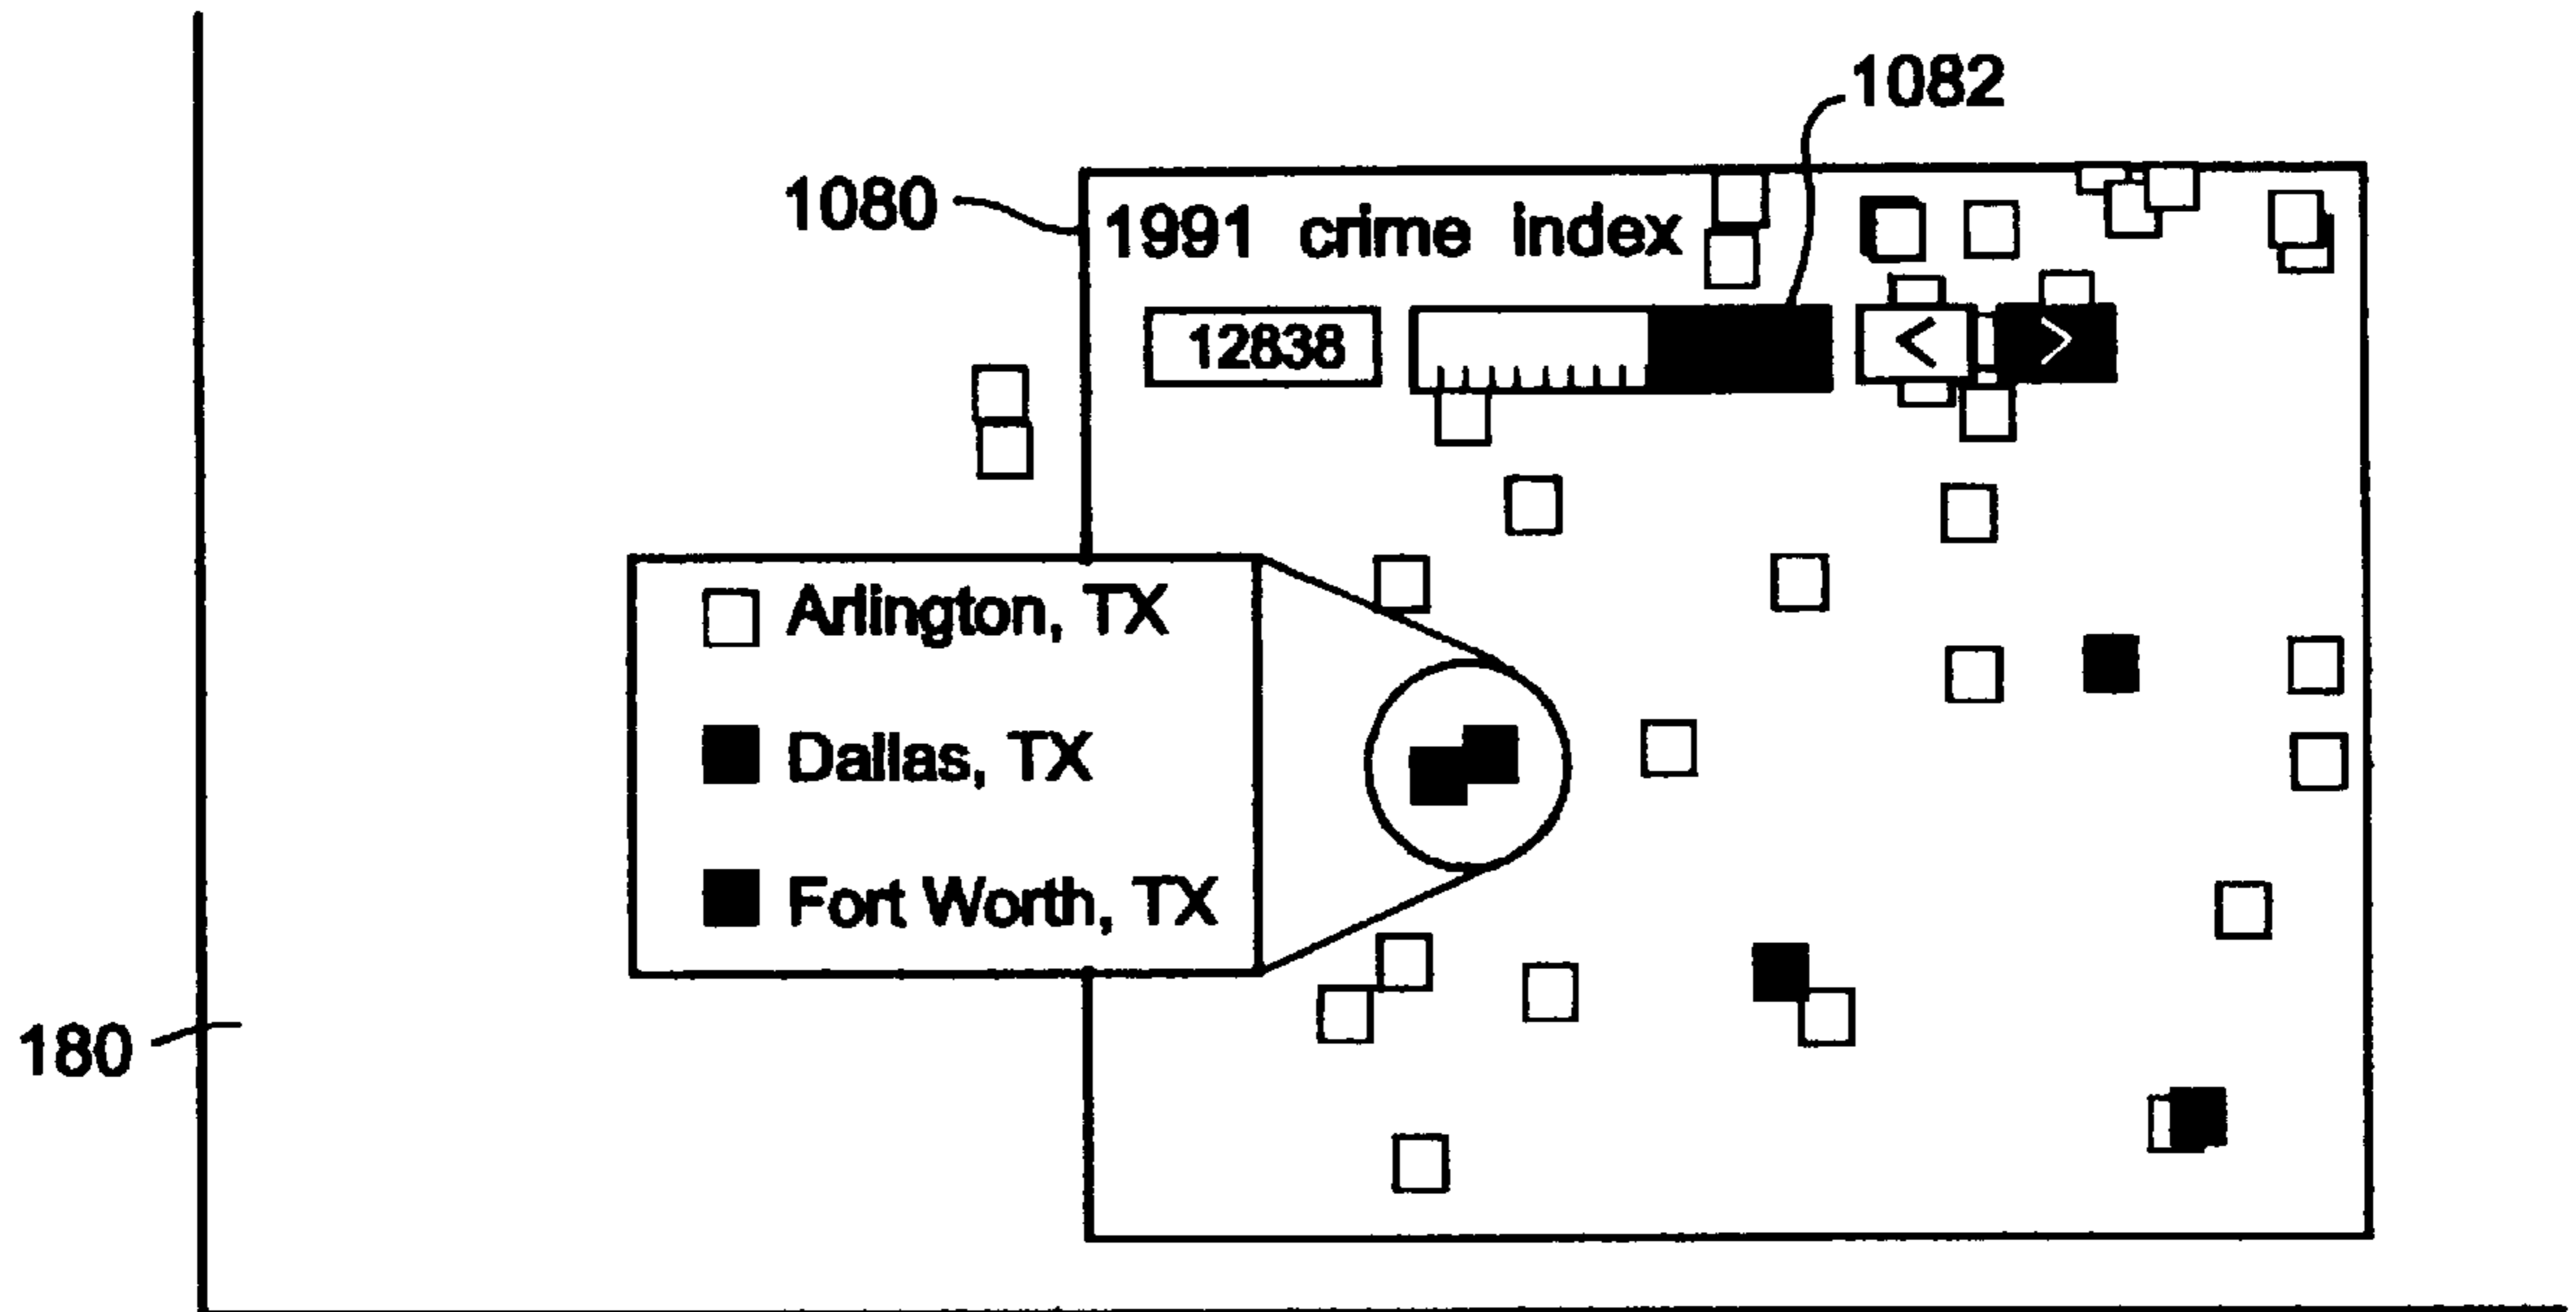 1082
1080
1991 crime index
12838
<
>
Arlington, TX
Dallas, TX
Fort Worth, TX
180